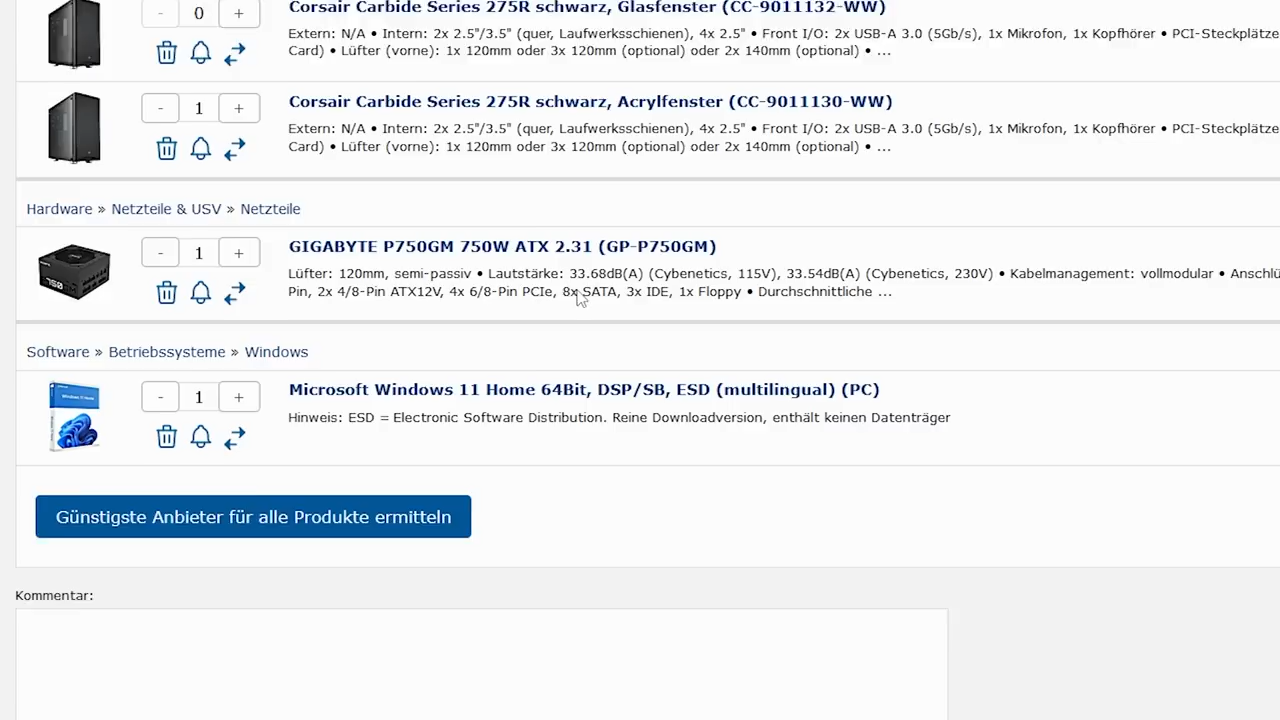 Corsair Carbide Series 275R schwarz, Glasfenster (CC-9011132-WW)
- 0 +
Extern: N/A • Intern: 2x 2.5"/3.5" (quer, Laufwerksschienen), 4x 2.5" • Front I/O: 2x USB-A 3.0 (5Gb/s), 1x Mikrofon, 1x Kopfhörer • PCI-Steckplätze
Card) • Lüfter (vorne): 1x 120mm oder 3x 120mm (optional) oder 2x 140mm (optional) • ...
Corsair Carbide Series 275R schwarz, Acrylfenster (CC-9011130-WW)
- 1 +
Extern: N/A • Intern: 2x 2.5"/3.5" (quer, Laufwerksschienen), 4x 2.5" • Front I/O: 2x USB-A 3.0 (5Gb/s), 1x Mikrofon, 1x Kopfhörer • PCI-Steckplätze
Card) • Lüfter (vorne): 1x 120mm oder 3x 120mm (optional) oder 2x 140mm (optional) • ...
Hardware » Netzteile & USV » Netzteile
GIGABYTE P750GM 750W ATX 2.31 (GP-P750GM)
- 1 +
Lüfter: 120mm, semi-passiv • Lautstärke: 33.68dB(A) (Cybenetics, 115V), 33.54dB(A) (Cybenetics, 230V) • Kabelmanagement: vollmodular • Anschlü
Pin, 2x 4/8-Pin ATX12V, 4x 6/8-Pin PCIe, 8x SATA, 3x IDE, 1x Floppy • Durchschnittliche ...
Software » Betriebssysteme » Windows
Microsoft Windows 11 Home 64Bit, DSP/SB, ESD (multilingual) (PC)
- 1 +
Hinweis: ESD = Electronic Software Distribution. Reine Downloadversion, enthält keinen Datenträger
Günstigste Anbieter für alle Produkte ermitteln
Kommentar: